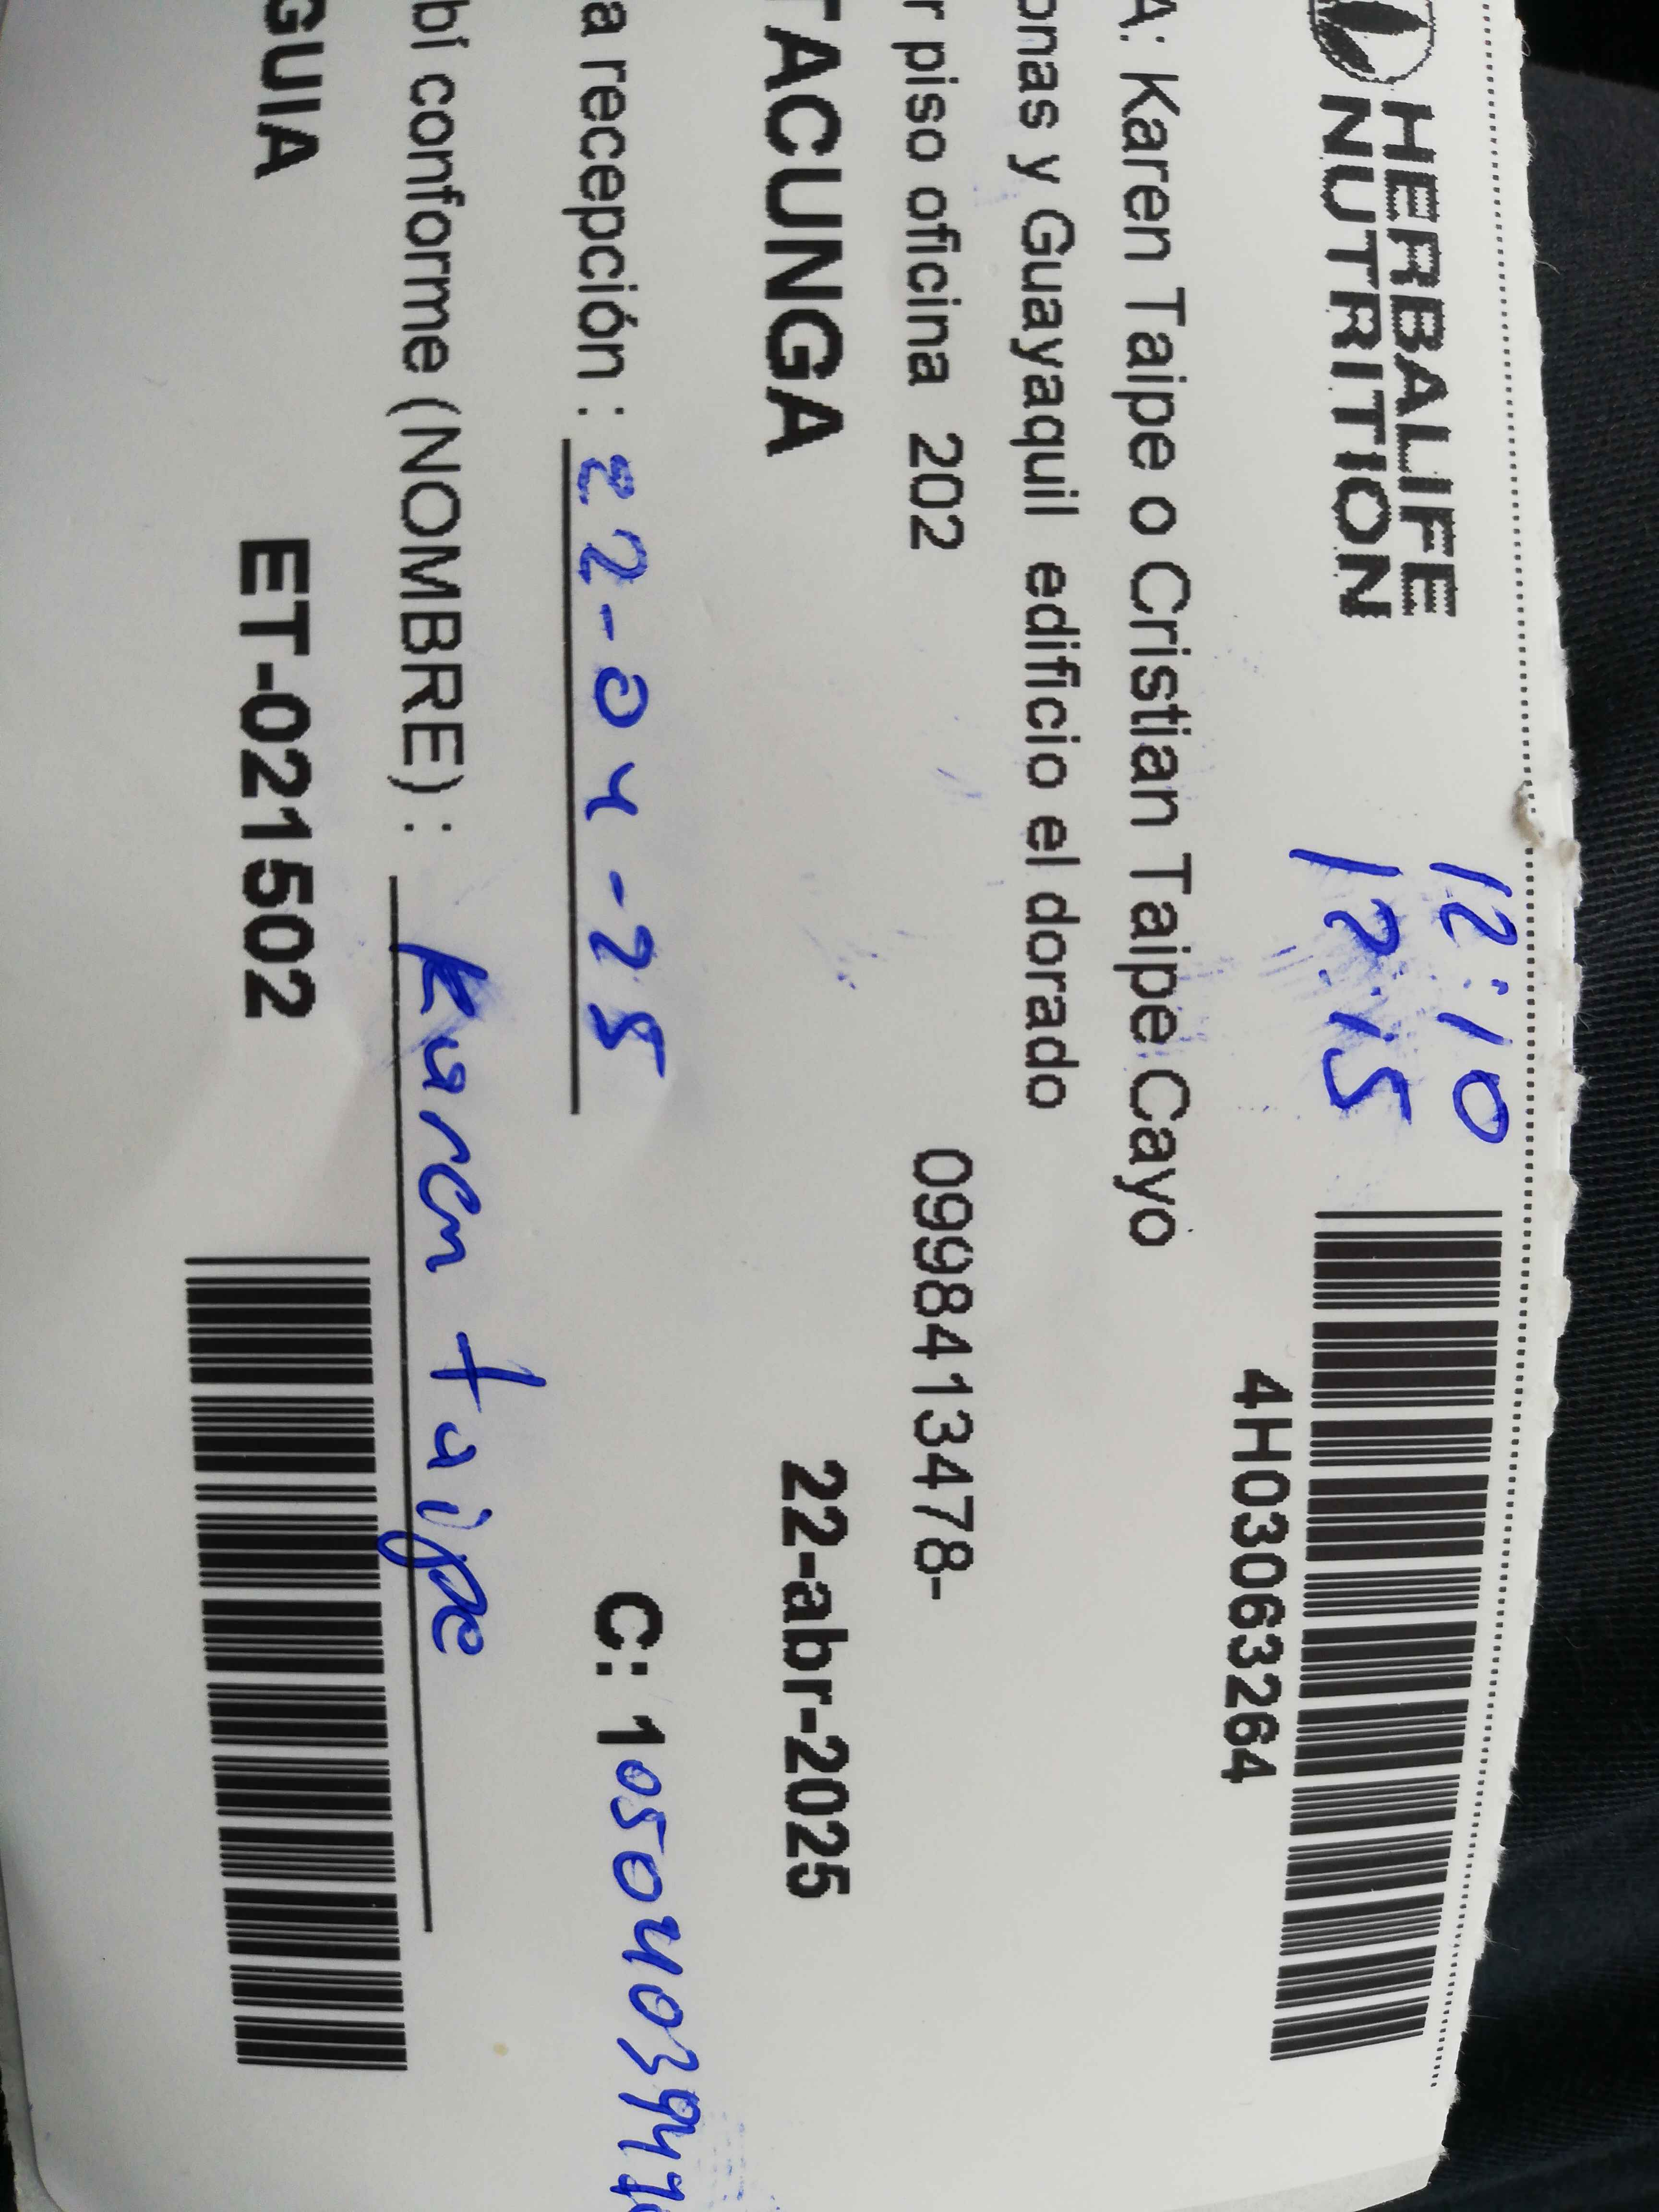 HERBALIFE
NUTRITION
12:10
12:15
4H03063264
A: Karen Taipe o Cristian Taipe Cayo
onas y Guayaquil edificio el dorado
r piso oficina 202 0998413478-
TACUNGA 22-abr-2025
a recepción : 22-04-25 C: 1
bí conforme (NOMBRE) : Karen taipe
GUIA ET-021502